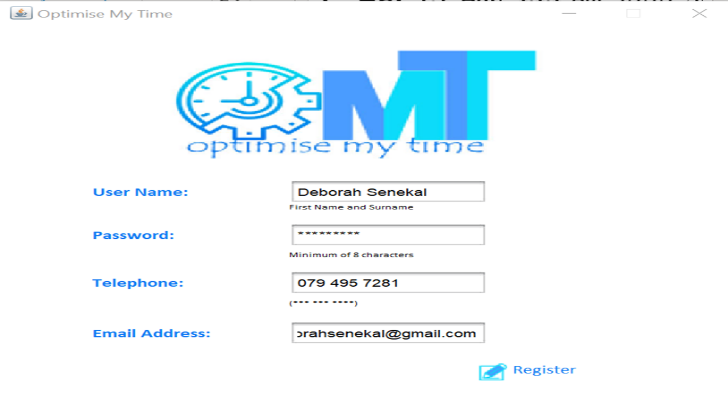 Optimise My Time
OMT
optimise my time
User Name:
Deborah Senekal
First Name and Surname
Password:
*********
Minimum of 8 characters
Telephone:
079 495 7281
(*** *** ****)
Email Address:
orahsenekal@gmail.com
Register